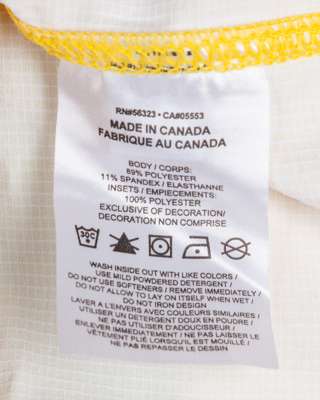 RN#56323 • CA#05553
MADE IN CANADA
FABRIQUE AU CANADA
BODY / CORPS:
89% POLYESTER
11% SPANDEX / ELASTHANNE
INSETS / EMPIECEMENTS:
100% POLYESTER
EXCLUSIVE OF DECORATION/
DECORATION NON COMPRISE
30C
WASH INSIDE OUT WITH LIKE COLORS /
USE MILD POWDERED DETERGENT /
DO NOT USE SOFTENERS / REMOVE IMMEDIATELY /
DO NOT ALLOW TO LAY ON ITSELF WHEN WET /
DO NOT IRON DESIGN
LAVER A L'ENVERS AVEC COULEURS SIMILAIRES /
UTILISER UN DETERGENT DOUX EN POUDRE /
NE PAS UTILISER D'ADOUCISSEUR /
ENLEVER IMMEDIATEMENT / NE PAS LAISSER LE
VÊTEMENT PLIÉ LORSQU'IL EST MOUILLÉ /
NE PAS REPASSER LE DESSIN